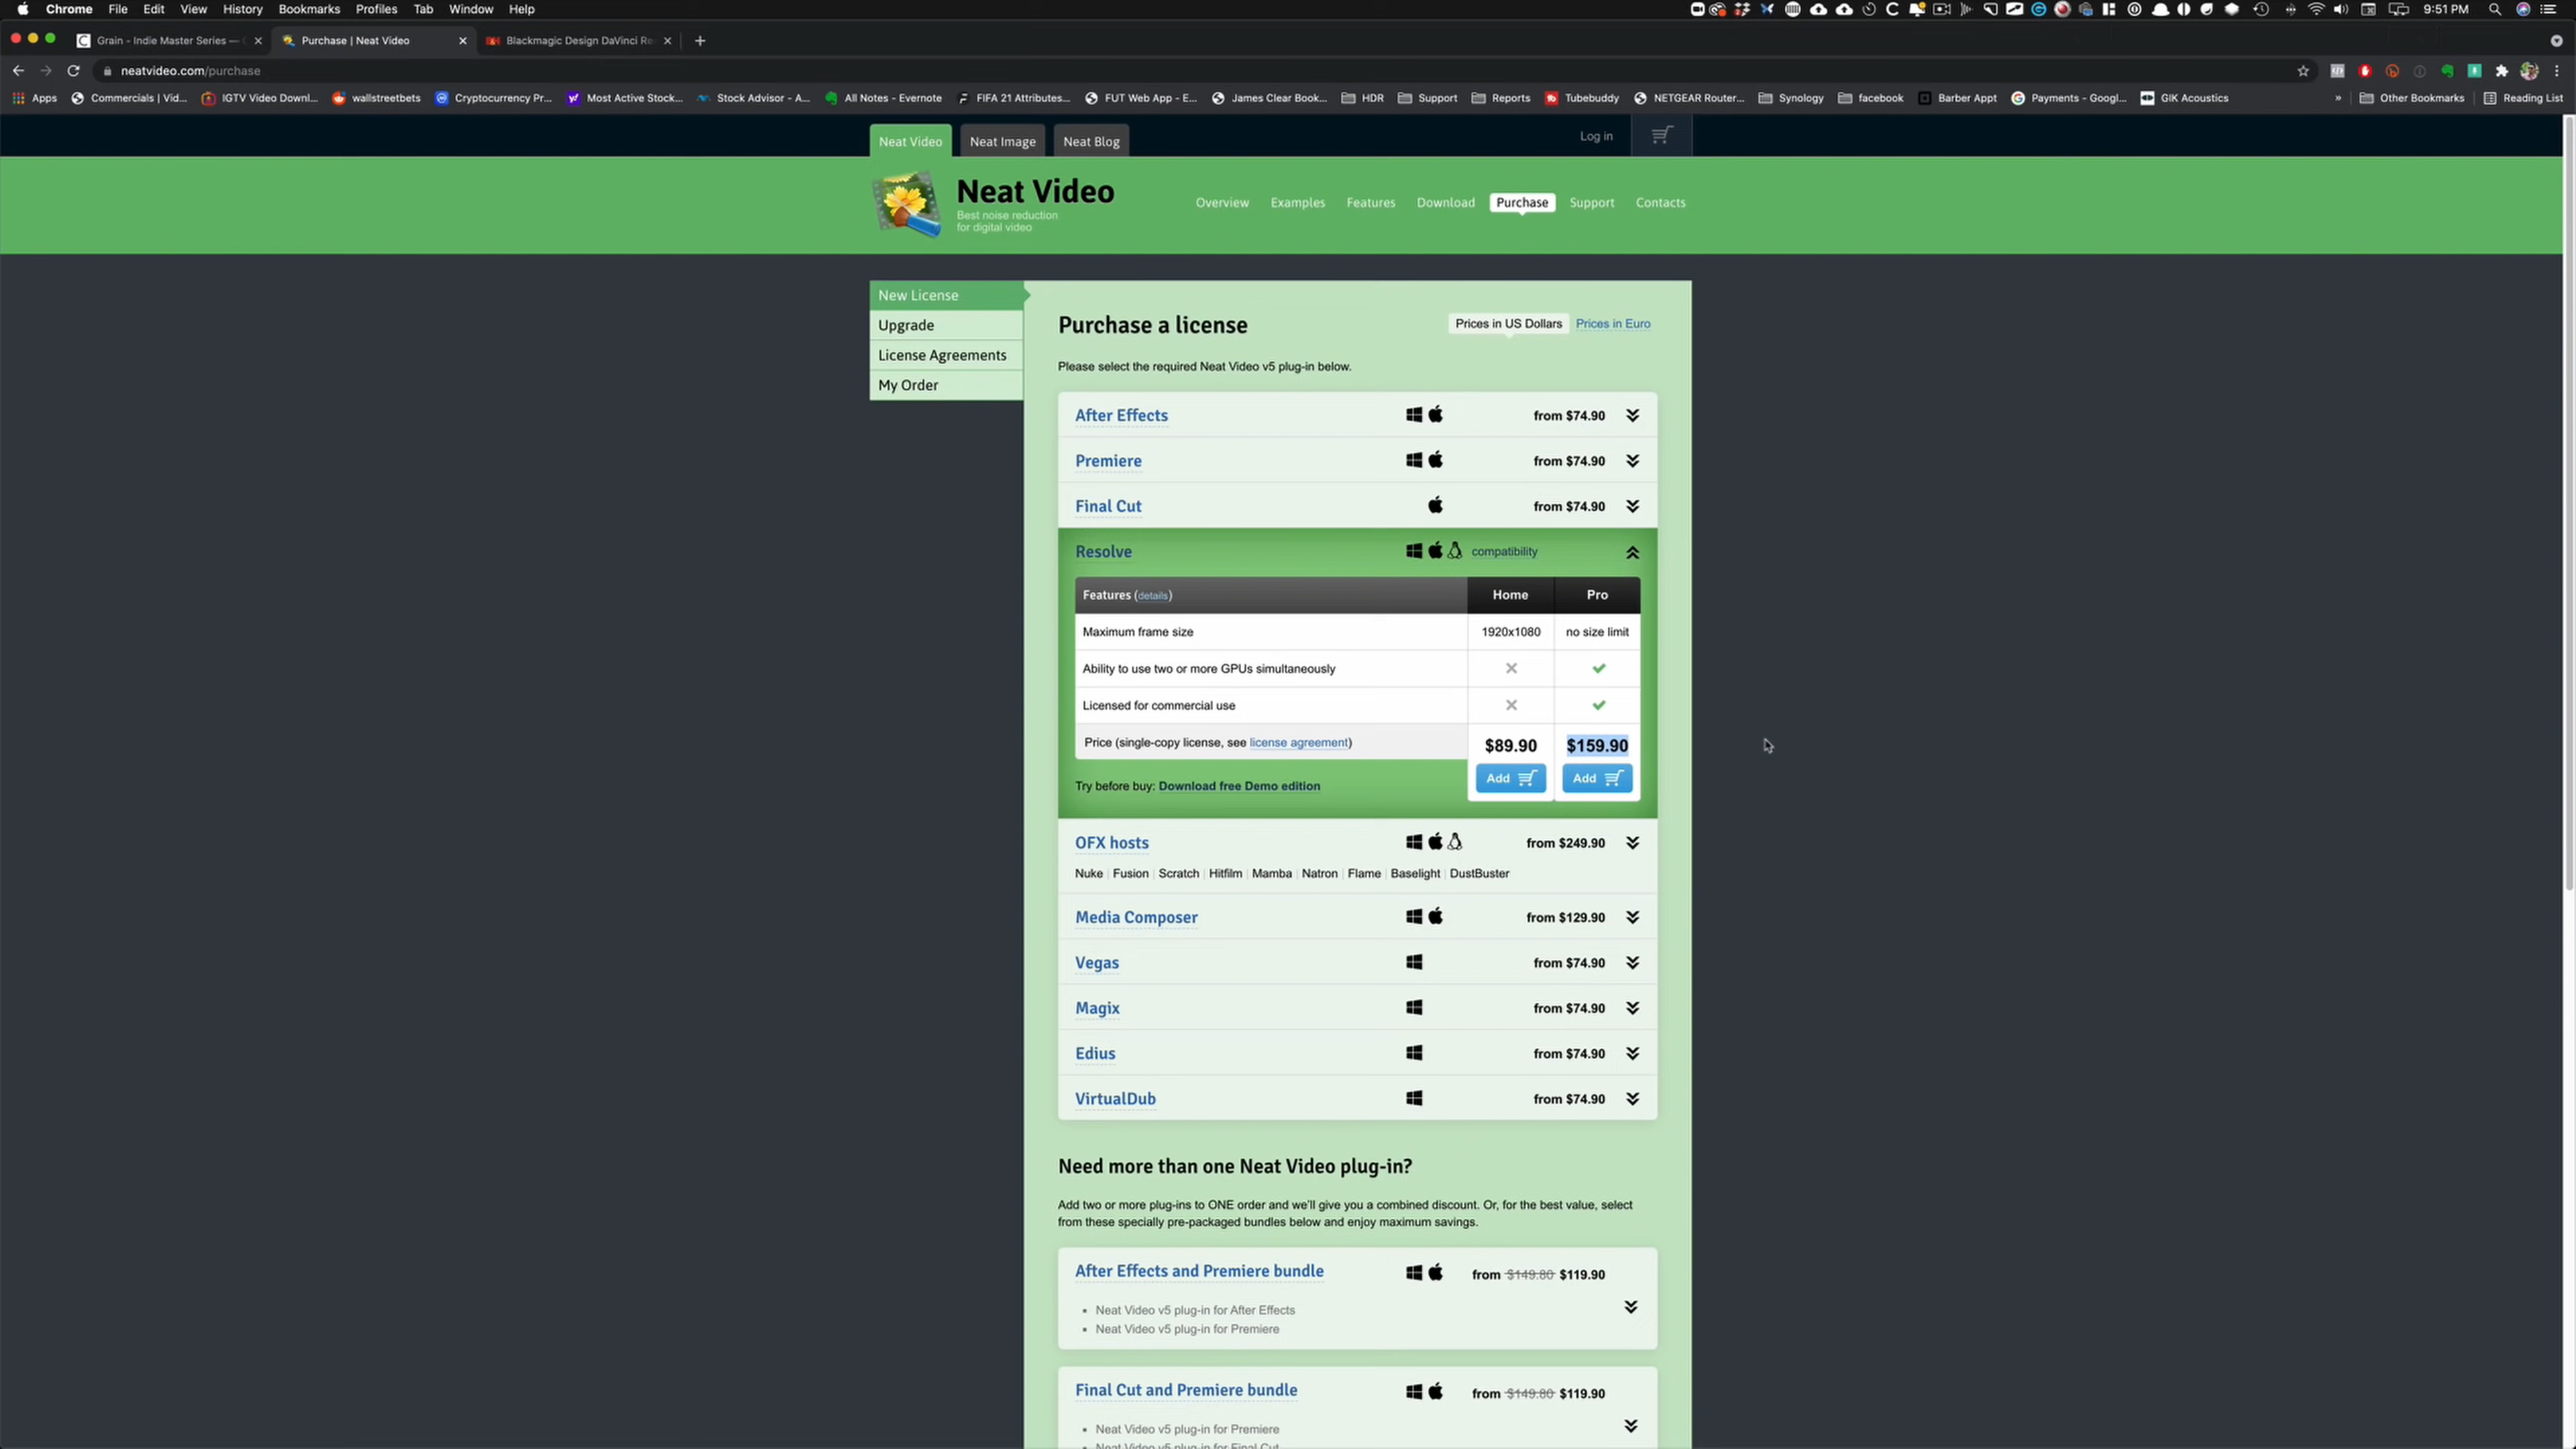 Chrome File Edit View History Bookmarks Profiles Tab Window Help 9:51 PM
Grain - Indie Master Series — Purchase | Neat Video Blackmagic Design DaVinci Re
neatvideo.com/purchase
Apps Commercials | Vid... IGTV Video Downl... wallstreetbets Cryptocurrency Pr... Most Active Stock... Stock Advisor - A... All Notes - Evernote FIFA 21 Attributes... FUT Web App - E... James Clear Book... HDR Support Reports Tubebuddy NETGEAR Router... Synology facebook Barber Appt Payments - Googl... GIK Acoustics » Other Bookmarks Reading List
Neat Video Neat Image Neat Blog Log in
Neat Video
Best noise reduction
for digital video
Overview Examples Features Download Purchase Support Contacts
New License
Upgrade
License Agreements
My Order
Purchase a license Prices in US Dollars Prices in Euro
Please select the required Neat Video v5 plug-in below.
After Effects from $74.90
Premiere from $74.90
Final Cut from $74.90
Resolve compatibility
Features (details) Home Pro
Maximum frame size 1920x1080 no size limit
Ability to use two or more GPUs simultaneously
Licensed for commercial use
Price (single-copy license, see license agreement) $89.90 $159.90
Try before buy: Download free Demo edition Add Add
OFX hosts from $249.90
Nuke | Fusion | Scratch | Hitfilm | Mamba | Natron | Flame | Baselight | DustBuster
Media Composer from $129.90
Vegas from $74.90
Magix from $74.90
Edius from $74.90
VirtualDub from $74.90
Need more than one Neat Video plug-in?
Add two or more plug-ins to ONE order and we'll give you a combined discount. Or, for the best value, select
from these specially pre-packaged bundles below and enjoy maximum savings.
After Effects and Premiere bundle from $149.80 $119.90
Neat Video v5 plug-in for After Effects
Neat Video v5 plug-in for Premiere
Final Cut and Premiere bundle from $149.80 $119.90
Neat Video v5 plug-in for Premiere
Neat Video v5 plug-in for Final Cut